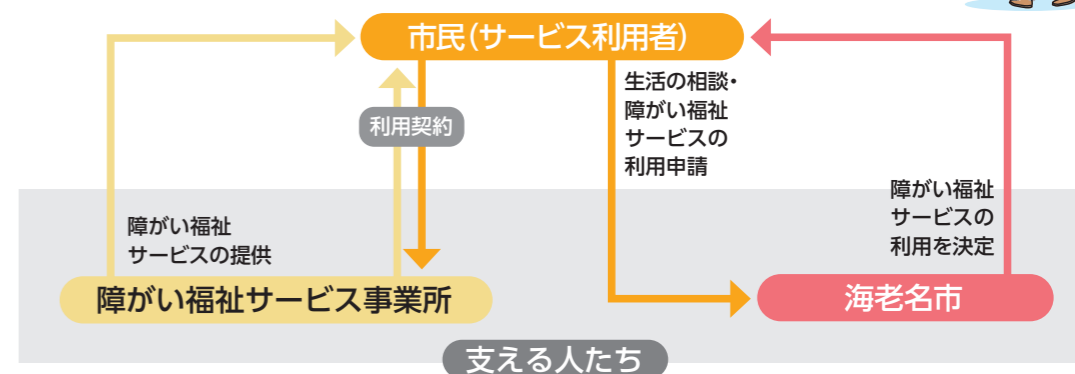 市民（サービス利用者）
利用契約
生活の相談・
障がい福祉
サービスの
利用申請
障がい福祉
サービスの
利用を決定
障がい福祉
サービスの提供
障がい福祉サービス事業所
海老名市
支える人たち